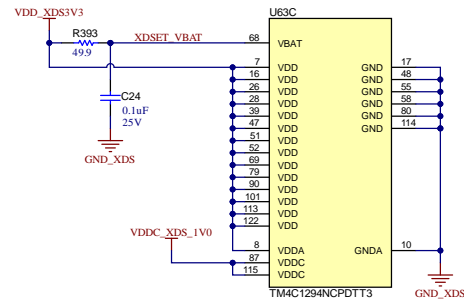 U63C
VDD_XDS3V3
R393
49.9
XDSET_VBAT
68 VBAT
7 VDD GND 17
16 VDD GND 48
26 VDD GND 55
28 VDD GND 58
39 VDD GND 80
47 VDD GND 114
51 VDD
52 VDD
69 VDD
79 VDD
90 VDD
101 VDD
113 VDD
122 VDD
C24
0.1uF
25V
GND_XDS
VDDC_XDS_1V0
8 VDDA GNDA 10
87 VDDC
115 VDDC
GND_XDS
TM4C1294NCPDTT3